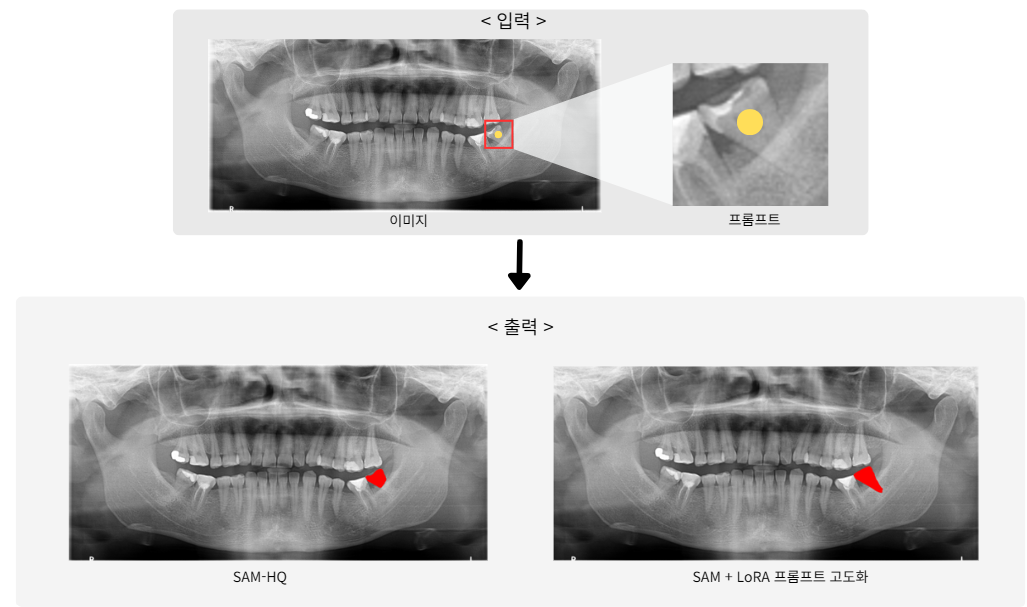 < 입력 >
R
L
이미지
프롬프트
< 출력 >
R
L
R
L
SAM-HQ
SAM + LoRA 프롬프트 고도화